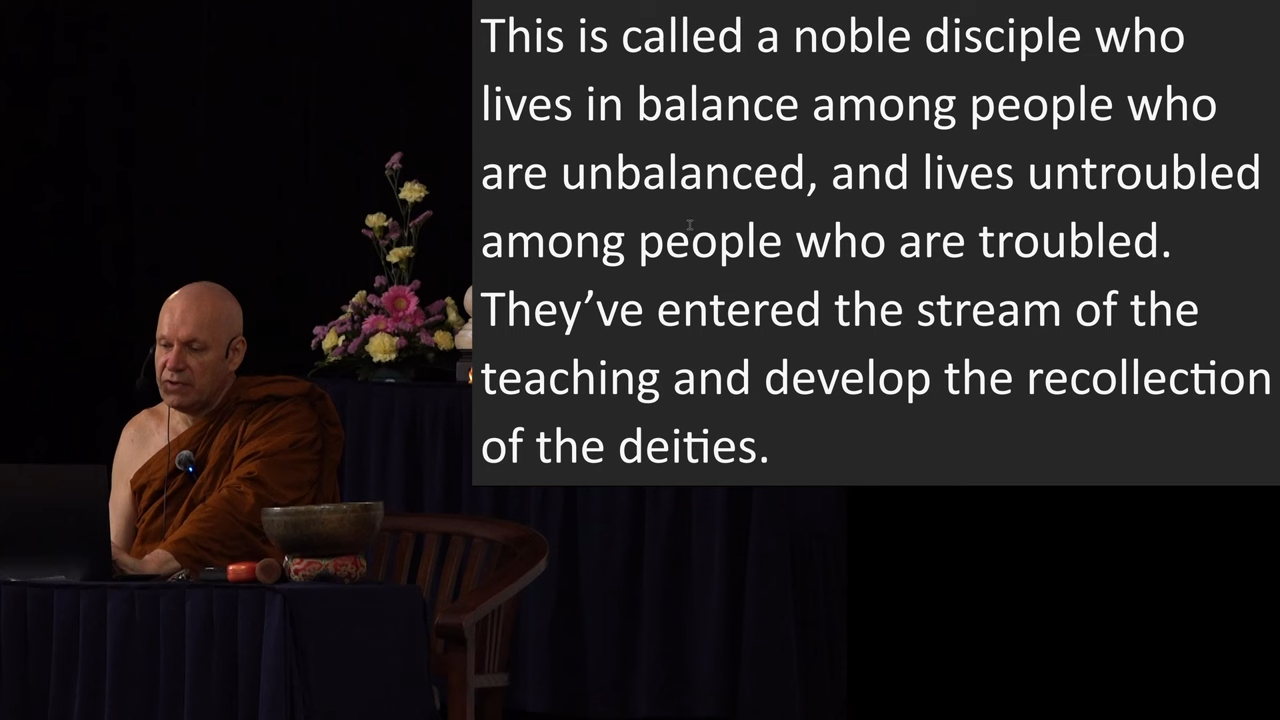 This is called a noble disciple who
lives in balance among people who
are unbalanced, and lives untroubled
among people who are troubled.
They’ve entered the stream of the
teaching and develop the recollection
of the deities.